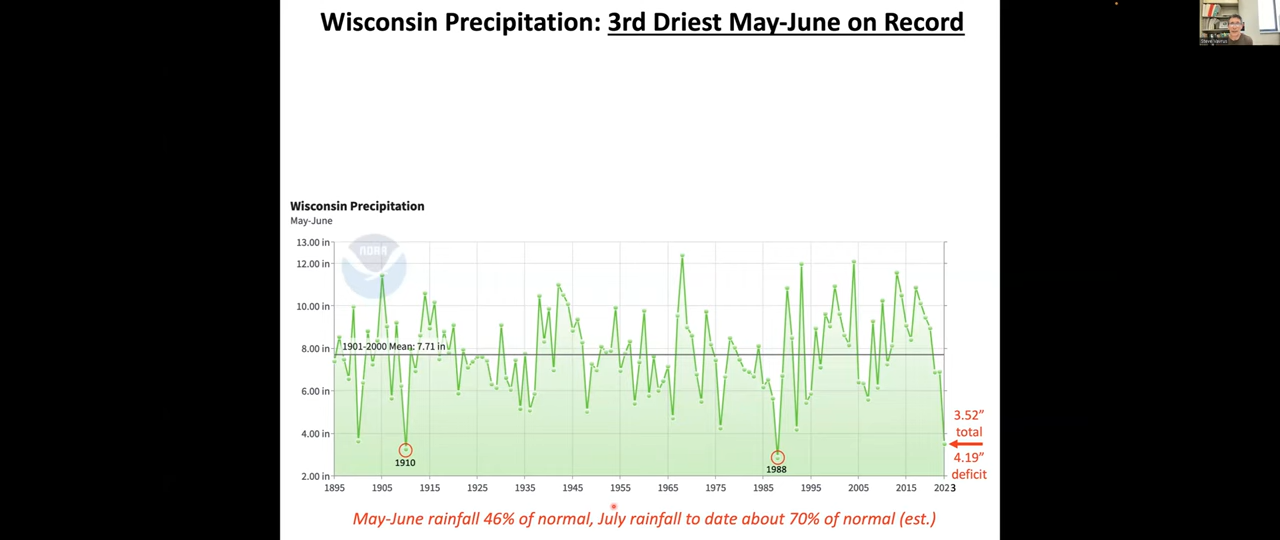 Wisconsin Precipitation: 3rd Driest May-June on Record
Steve Vavrus
Wisconsin Precipitation
May-June
NOAA
13.00 in
12.00 in
10.00 in
8.00 in
6.00 in
4.00 in
2.00 in
1901-2000 Mean: 7.71 in
1910
1988
3.52”
total
4.19”
deficit
1895 1905 1915 1925 1935 1945 1955 1965 1975 1985 1995 2005 2015 2023
May-June rainfall 46% of normal, July rainfall to date about 70% of normal (est.)